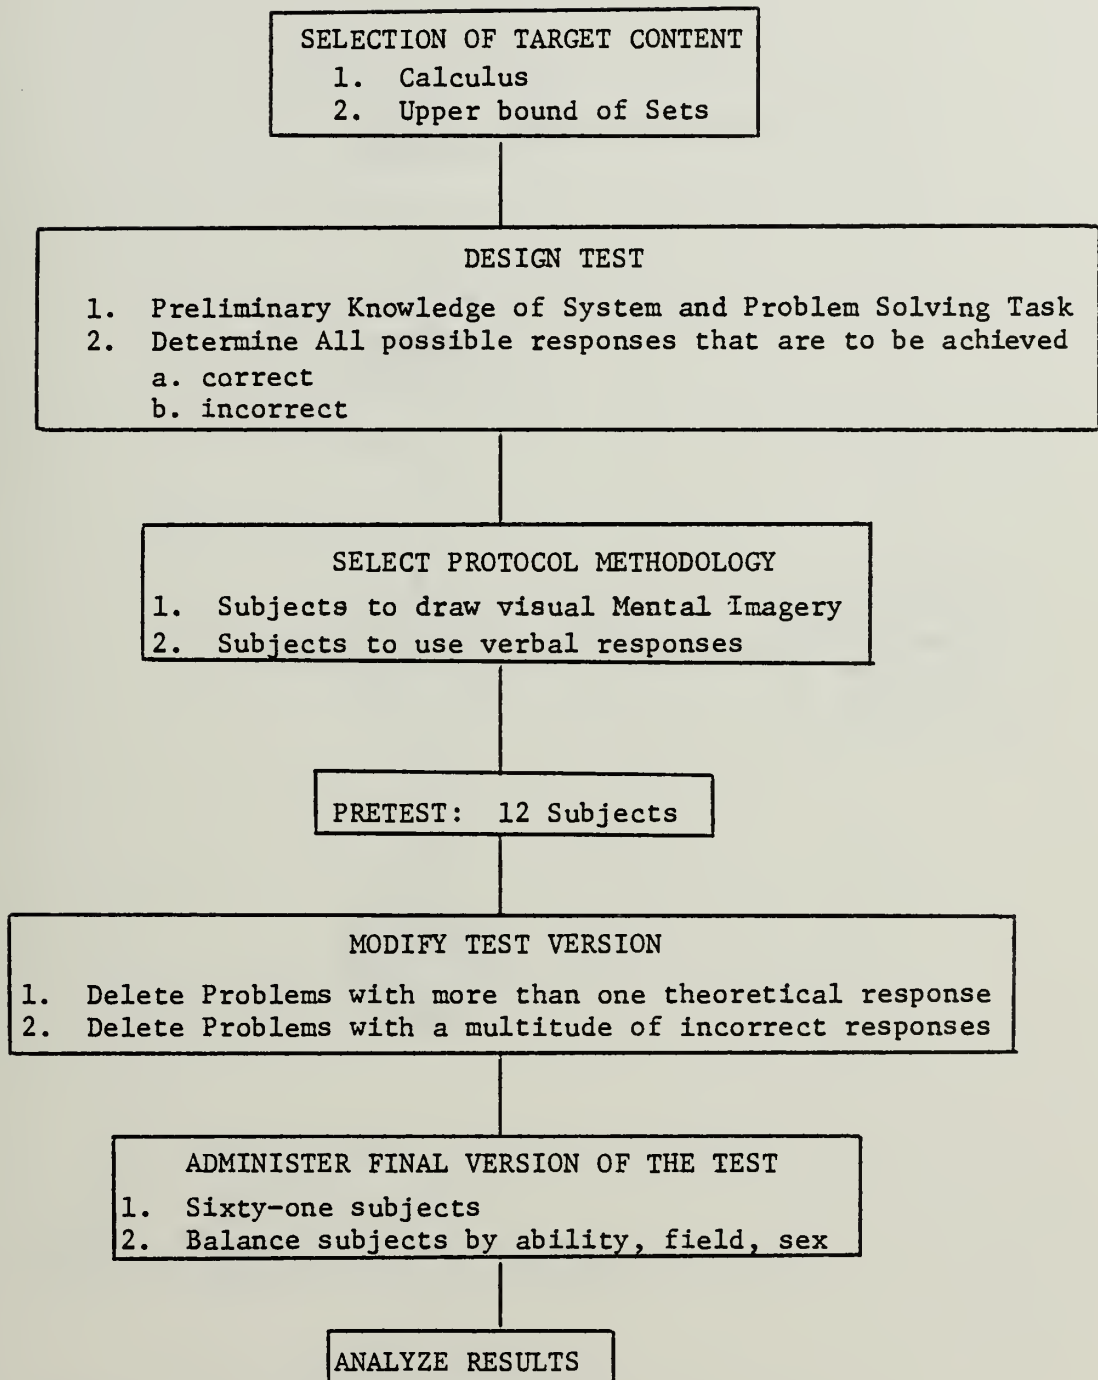 SELECTION OF TARGET CONTENT
1. Calculus
2. Upper bound of Sets
DESIGN TEST
1. Preliminary Knowledge of System and Problem Solving Task
2. Determine All possible responses that are to be achieved
a. correct
b. incorrect
SELECT PROTOCOL METHODOLOGY
1. Subjects to draw visual Mental Imagery
2. Subjects to use verbal responses
PRETEST: 12 Subjects
MODIFY TEST VERSION
1. Delete Problems with more than one theoretical response
2. Delete Problems with a multitude of incorrect responses
ADMINISTER FINAL VERSION OF THE TEST
1. Sixty-one subjects
2. Balance subjects by ability, field, sex
ANALYZE RESULTS